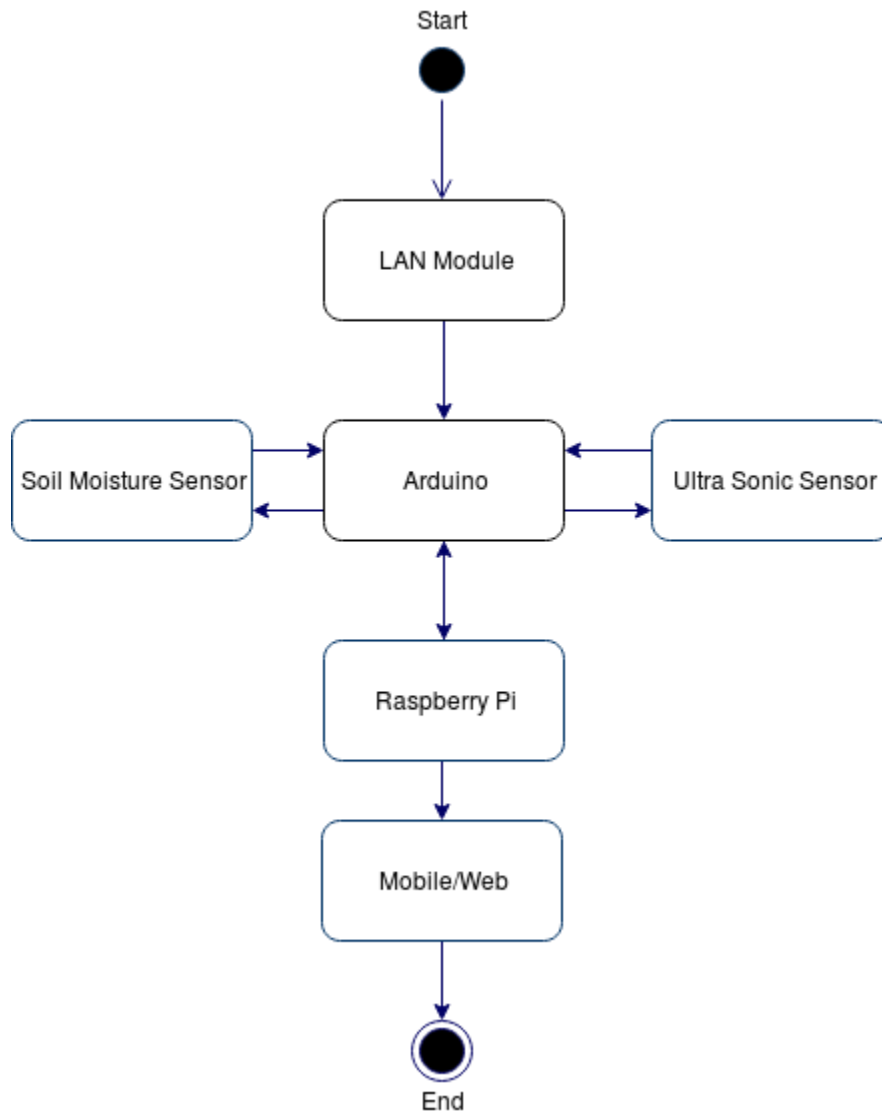 Start
LAN Module
Soil Moisture Sensor
Arduino
Ultra Sonic Sensor
Raspberry Pi
Mobile/Web
End